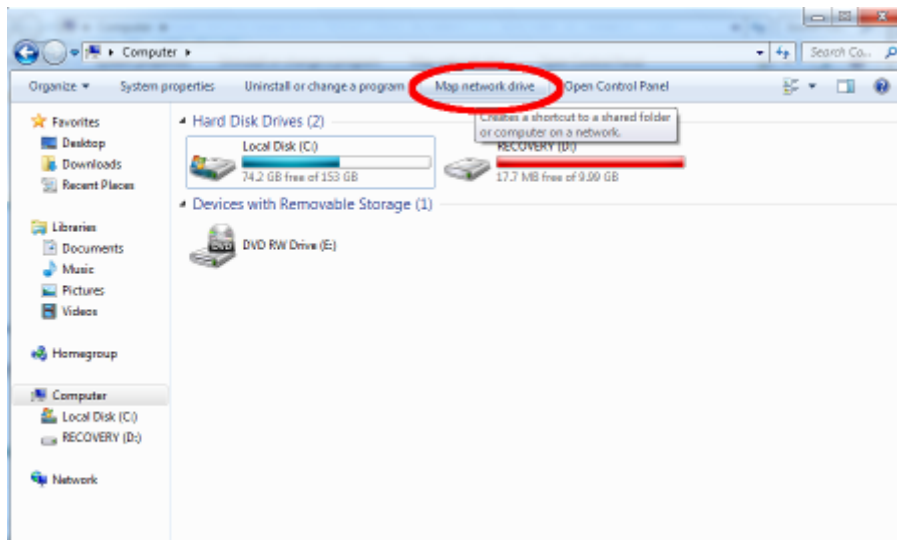 Computer
Search Co...
Organize
System properties
Uninstall or change a program
Map network drive
Open Control Panel
Creates a shortcut to a shared folder
or computer on a network.
Favorites
Desktop
Downloads
Recent Places
Libraries
Documents
Music
Pictures
Videos
Homegroup
Computer
Local Disk (C:)
RECOVERY (D:)
Network
Hard Disk Drives (2)
Local Disk (C:)
74.2 GB free of 153 GB
RECOVERY (D:)
17.7 MB free of 9.99 GB
Devices with Removable Storage (1)
DVD RW Drive (E:)
DVD